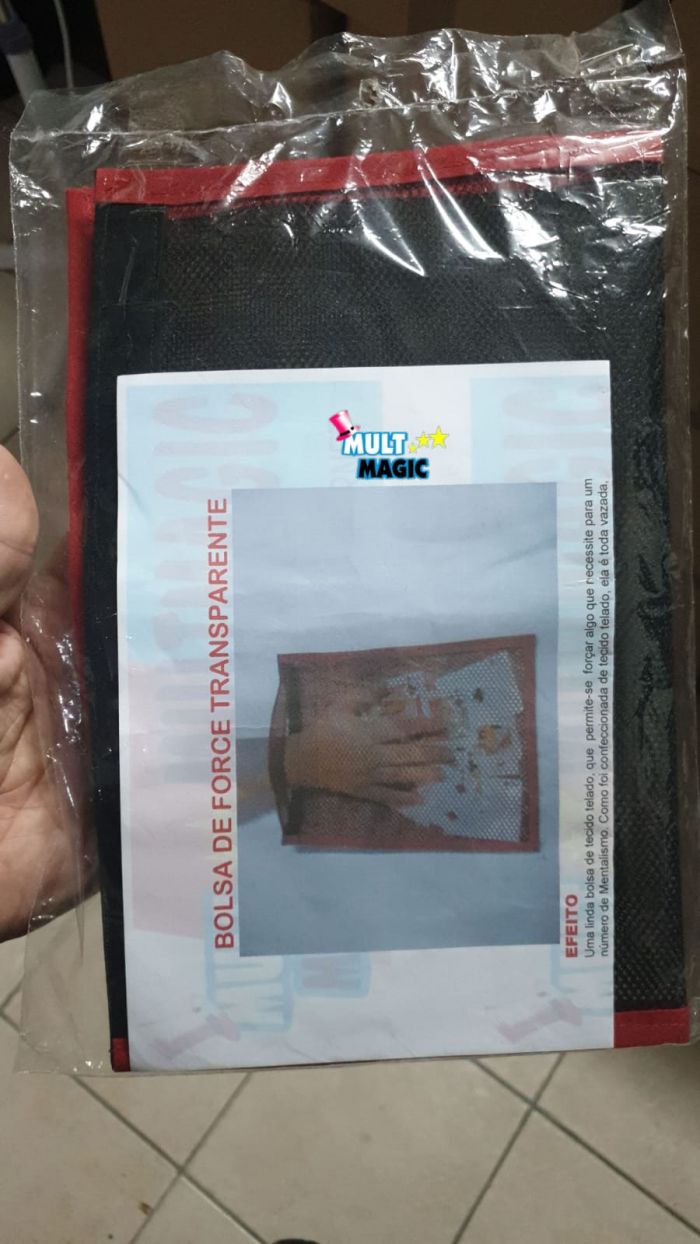 MULT
MAGIC
BOLSA DE FORCE TRANSPARENTE
EFEITO
Uma linda bolsa de tecido telado, que permite-se forçar algo que necessite para um
número de Mentalismo. Como foi confeccionada de tecido telado, ela é toda vazada,